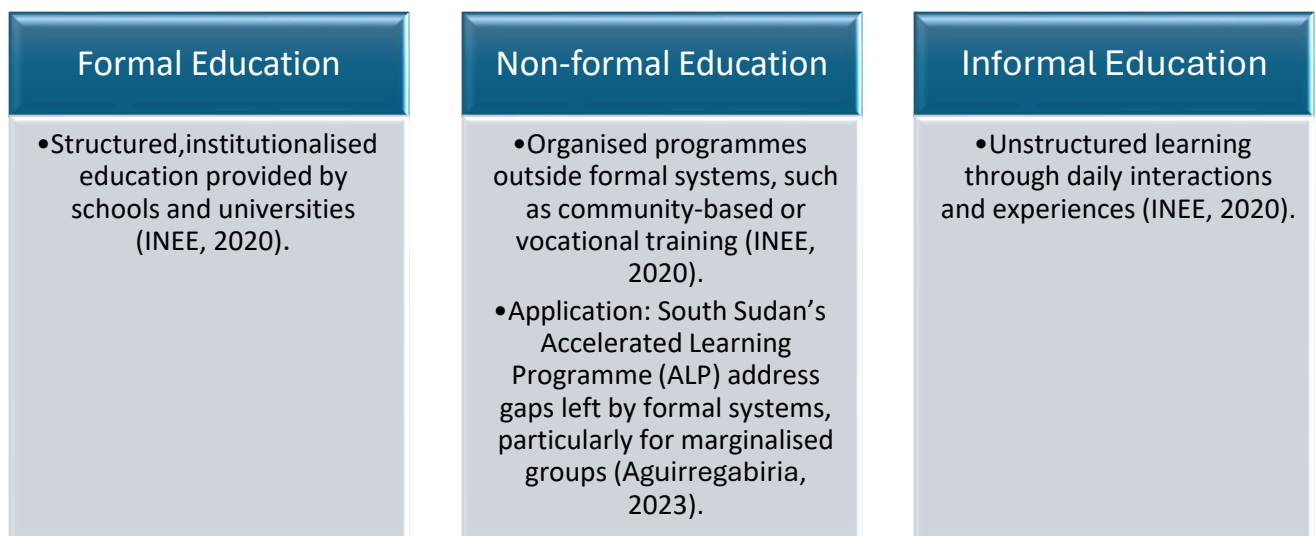 Formal Education
•Structured,institutionalised
education provided by
schools and universities
(INEE, 2020).
Non-formal Education
•Organised programmes
outside formal systems, such
as community-based or
vocational training (INEE,
2020).
•Application: South Sudan’s
Accelerated Learning
Programme (ALP) address
gaps left by formal systems,
particularly for marginalised
groups (Aguirregabiria,
2023).
Informal Education
•Unstructured learning
through daily interactions
and experiences (INEE, 2020).